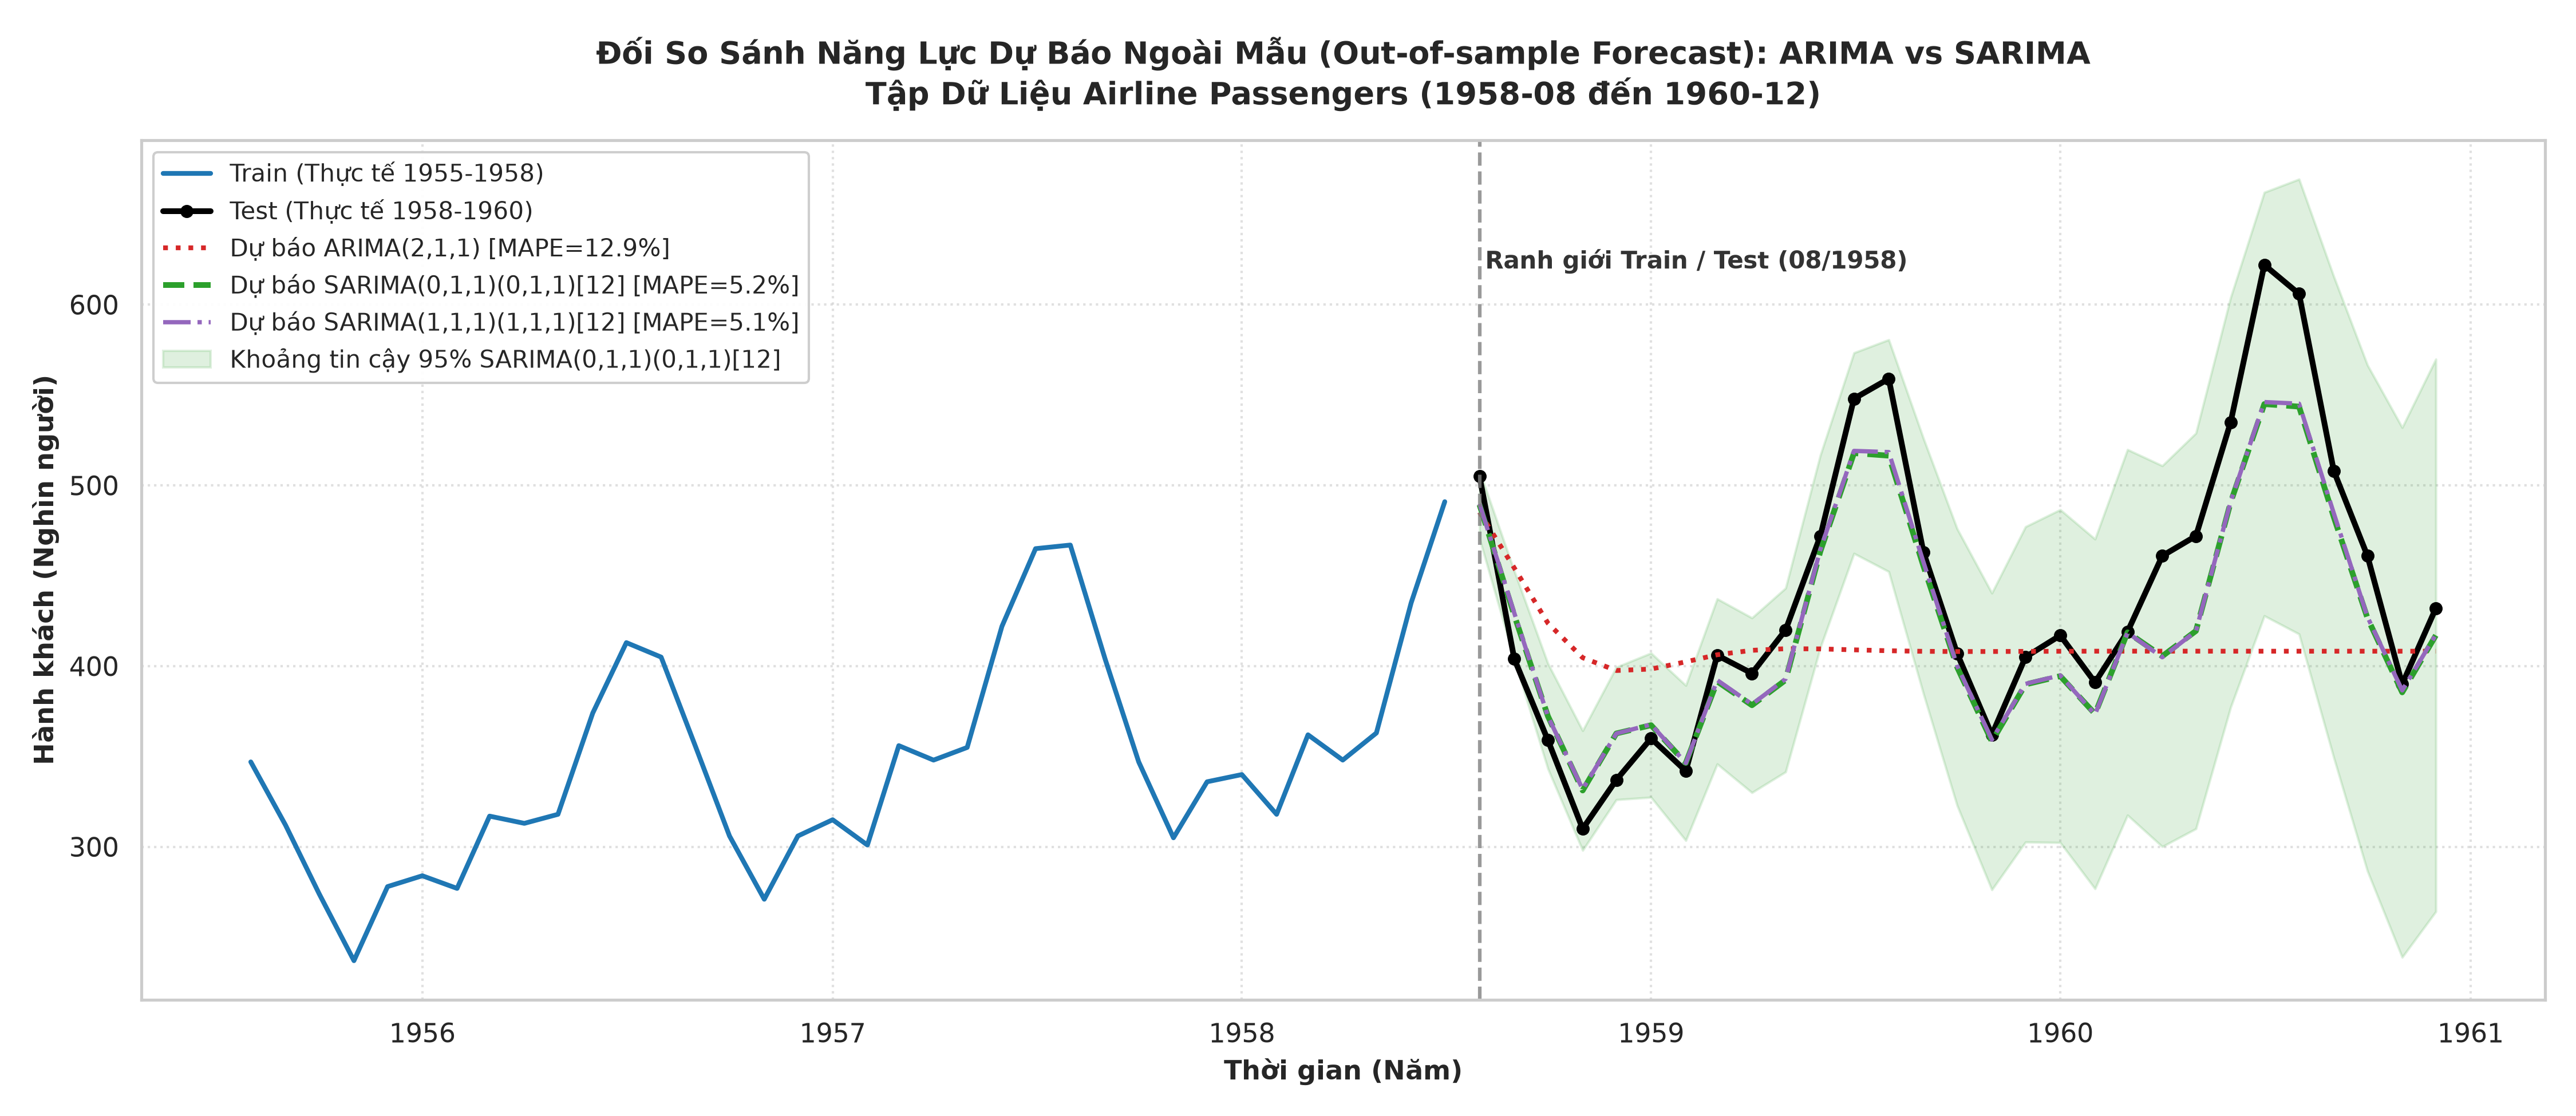 Đối So Sánh Năng Lực Dự Báo Ngoài Mẫu (Out-of-sample Forecast): ARIMA vs SARIMA
Tập Dữ Liệu Airline Passengers (1958-08 đến 1960-12)
Train (Thực tế 1955-1958)
Test (Thực tế 1958-1960)
Dự báo ARIMA(2,1,1) [MAPE=12.9%]
Dự báo SARIMA(0,1,1)(0,1,1)[12] [MAPE=5.2%]
Dự báo SARIMA(1,1,1)(1,1,1)[12] [MAPE=5.1%]
Khoảng tin cậy 95% SARIMA(0,1,1)(0,1,1)[12]
Ranh giới Train / Test (08/1958)
Hành khách (Nghìn người)
600
500
400
300
1956
1957
1958
1959
1960
1961
Thời gian (Năm)